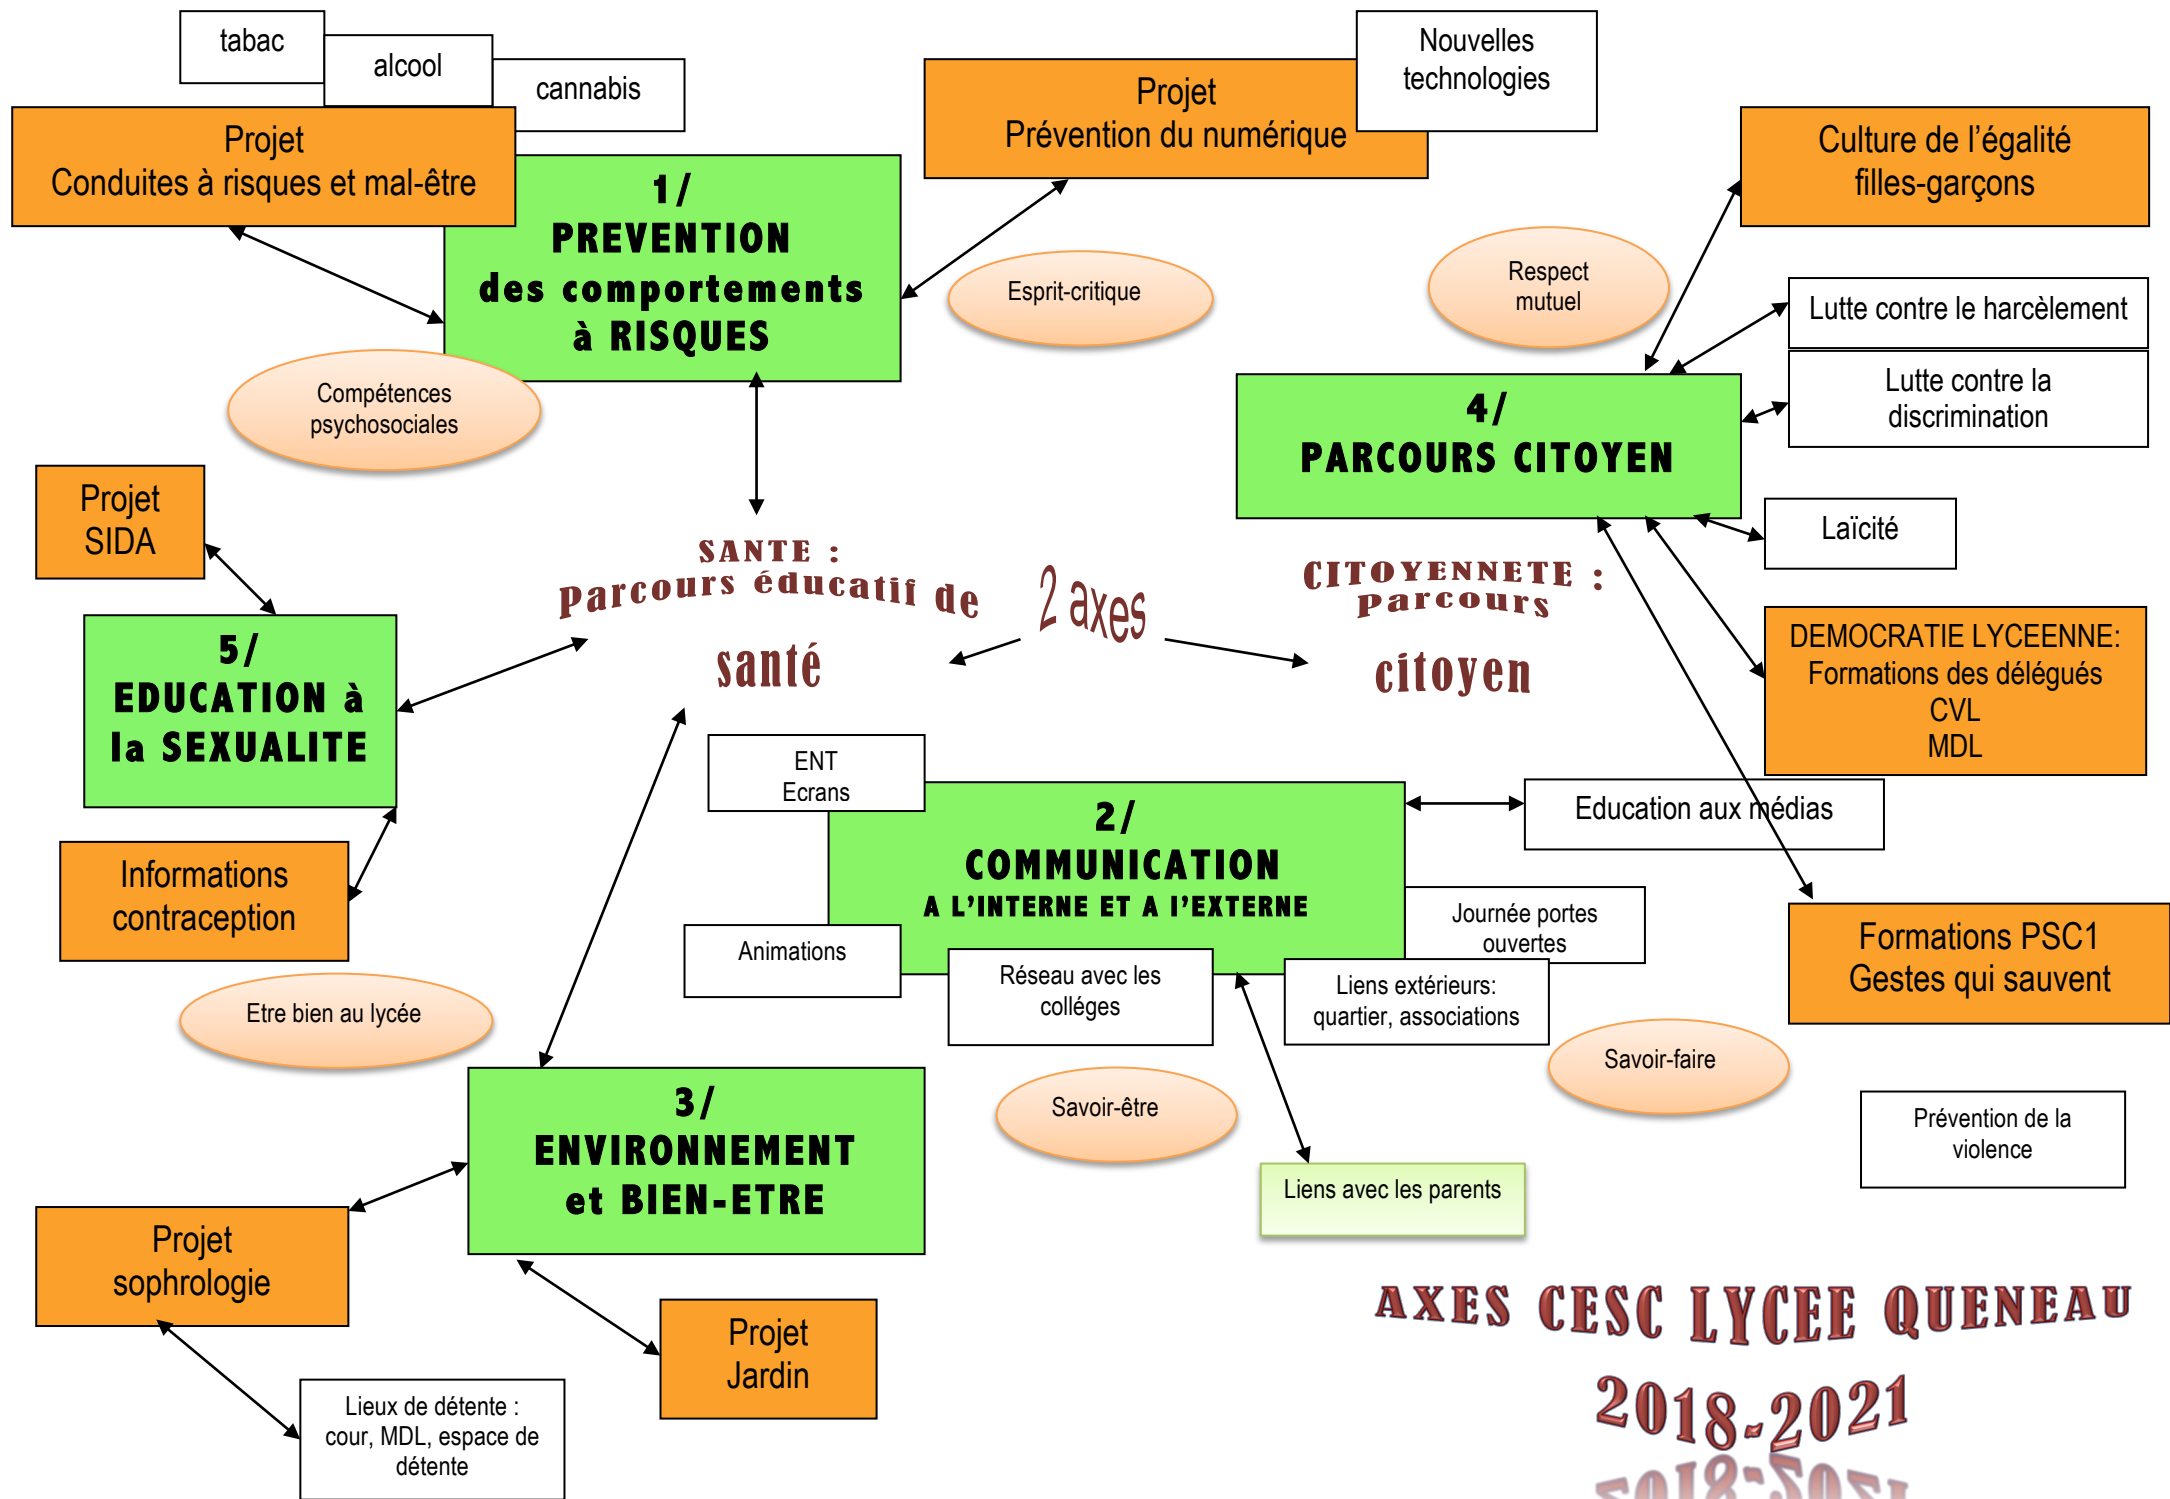 tabac
alcool
cannabis
Projet
Conduites à risques et mal-être
1/
PREVENTION
des comportements
à RISQUES
Projet
Prévention du numérique
Nouvelles
technologies
Esprit-critique
Compétences
psychosociales
Culture de l'égalité
filles-garçons
Respect
mutuel
Lutte contre le harcèlement
Lutte contre la
discrimination
4/
PARCOURS CITOYEN
Laïcité
Projet
SIDA
SANTE :
Parcours éducatif de
santé
2 axes
CITOYENNETE :
Parcours
citoyen
5/
EDUCATION à
la SEXUALITE
DEMOCRATIE LYCEENNE:
Formations des délégués
CVL
MDL
ENT
Ecrans
2/
COMMUNICATION
A L'INTERNE ET A l'EXTERNE
Education aux médias
Informations
contraception
Journée portes
ouvertes
Animations
Réseau avec les
colléges
Liens extérieurs:
quartier, associations
Formations PSC1
Gestes qui sauvent
Etre bien au lycée
Savoir-faire
Savoir-être
3/
ENVIRONNEMENT
et BIEN-ETRE
Prévention de la
violence
Liens avec les parents
Projet
sophrologie
Projet
Jardin
Lieux de détente :
cour, MDL, espace de
détente
AXES CESC LYCEE QUENEAU
2018-2021